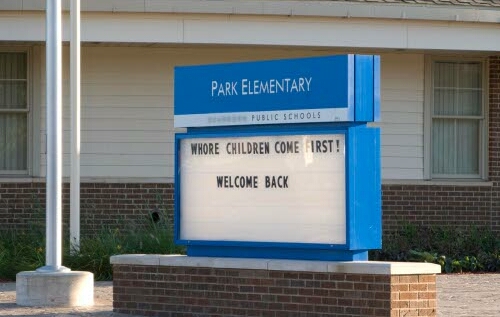 PARK ELEMENTARY
PUBLIC SCHOOLS
WHORE CHILDREN COME FIRST!
WELCOME BACK